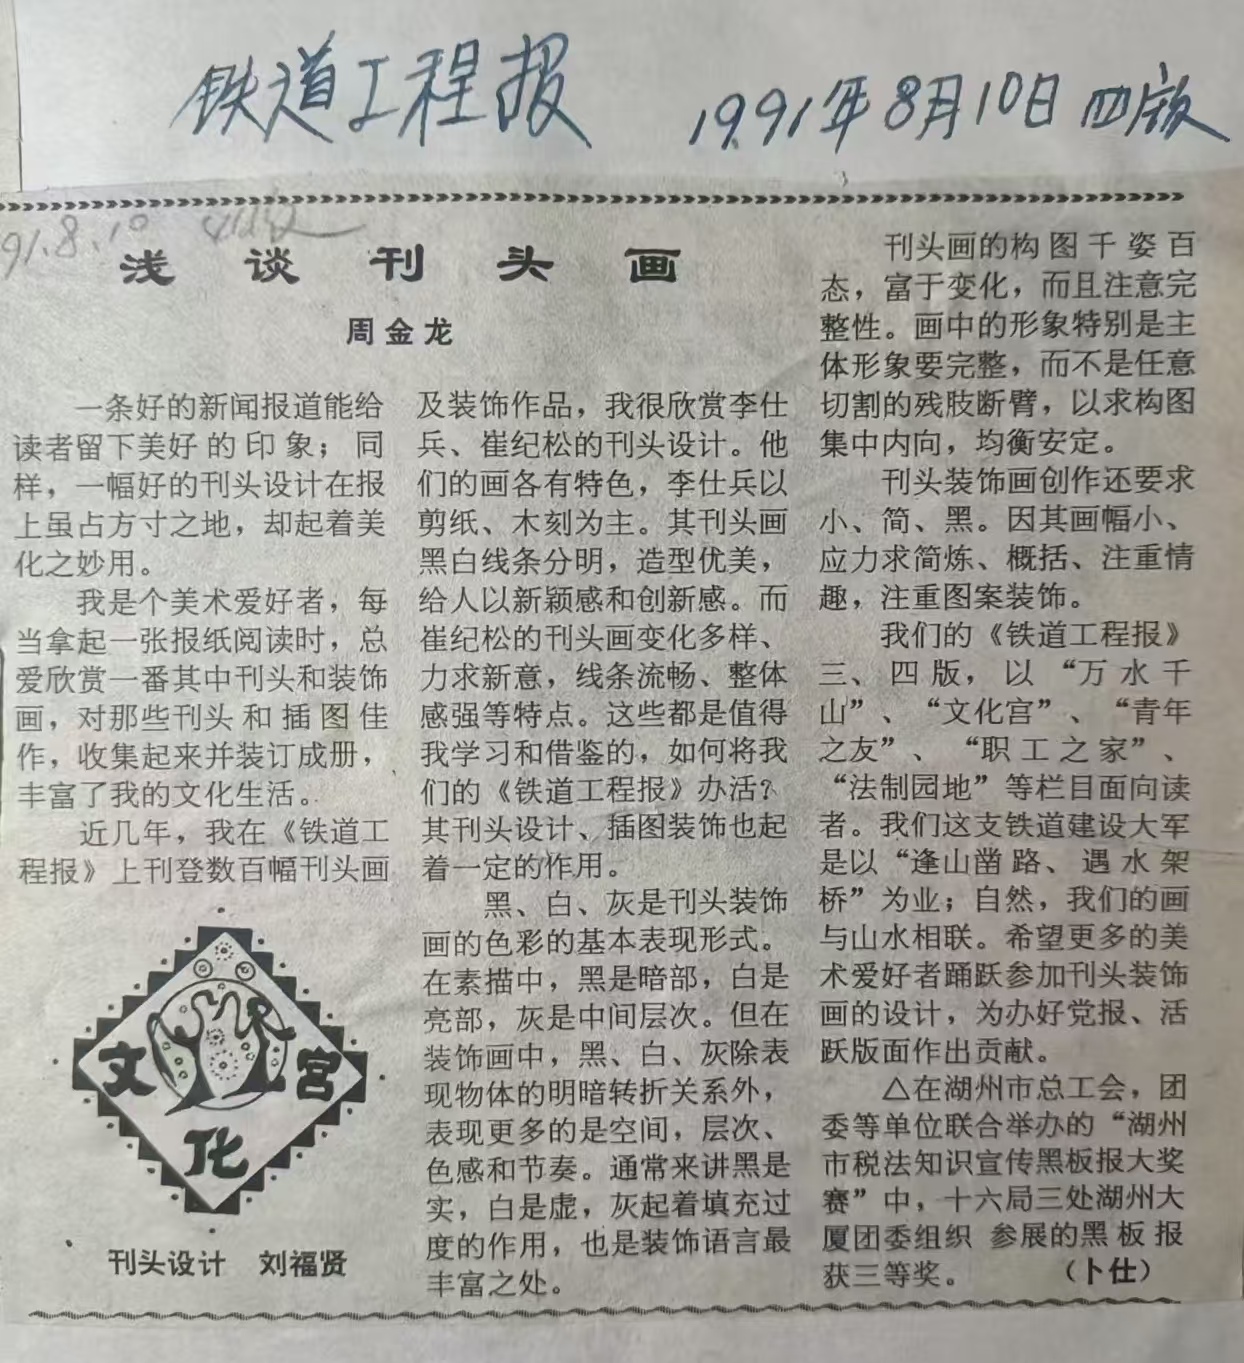 铁道工程报 1991年8月10日 四版
91.8.10 四版
浅谈刊头画
周金龙
一条好的新闻报道能给
读者留下美好的印象；同
样，一幅好的刊头设计在报
上虽占方寸之地，却起着美
化之妙用。
我是个美术爱好者，每
当拿起一张报纸阅读时，总
爱欣赏一番其中刊头和装饰
画，对那些刊头和插图佳
作，收集起来并装订成册，
丰富了我的文化生活。
近几年，我在《铁道工
程报》上刊登数百幅刊头画
文化宫
刊头设计 刘福贤
及装饰作品，我很欣赏李仕
兵、崔纪松的刊头设计。他
们的画各有特色，李仕兵以
剪纸、木刻为主。其刊头画
黑白线条分明，造型优美，
给人以新颖感和创新感。而
崔纪松的刊头画变化多样、
力求新意，线条流畅、整体
感强等特点。这些都是值得
我学习和借鉴的，如何将我
们的《铁道工程报》办活？
其刊头设计、插图装饰也起
着一定的作用。
黑、白、灰是刊头装饰
画的色彩的基本表现形式。
在素描中，黑是暗部，白是
亮部，灰是中间层次。但在
装饰画中，黑、白、灰除表
现物体的明暗转折关系外，
表现更多的是空间，层次、
色感和节奏。通常来讲黑是
实，白是虚，灰起着填充过
度的作用，也是装饰语言最
丰富之处。
刊头画的构图千姿百
态，富于变化，而且注意完
整性。画中的形象特别是主
体形象要完整，而不是任意
切割的残肢断臂，以求构图
集中内向，均衡安定。
刊头装饰画创作还要求
小、简、黑。因其画幅小、
应力求简炼、概括、注重情
趣，注重图案装饰。
我们的《铁道工程报》
三、四版，以“万水千
山”、“文化宫”、“青年
之友”、“职工之家”、
“法制园地”等栏目面向读
者。我们这支铁道建设大军
是以“逢山凿路、遇水架
桥”为业；自然，我们的画
与山水相联。希望更多的美
术爱好者踊跃参加刊头装饰
画的设计，为办好党报、活
跃版面作出贡献。
△在湖州市总工会，团
委等单位联合举办的“湖州
市税法知识宣传黑板报大奖
赛”中，十六局三处湖州大
厦团委组织 参展的黑板报
获三等奖。 （卜仕）